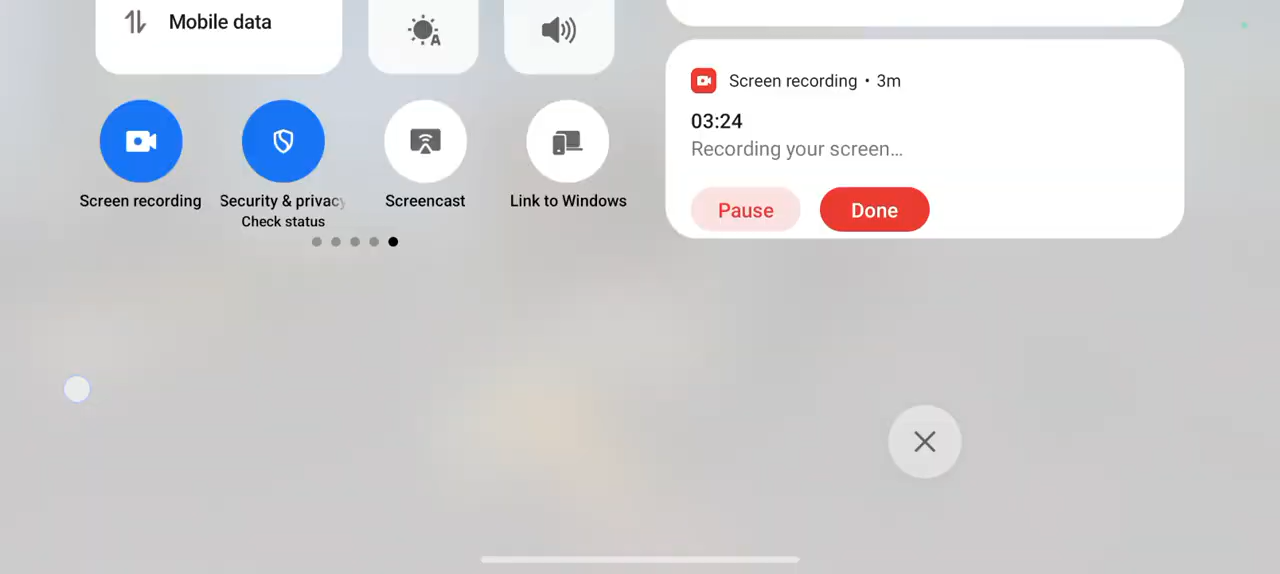 Mobile data
Screen recording
Security & privacy
Check status
Screencast
Link to Windows
Screen recording • 3m
03:24
Recording your screen...
Pause
Done